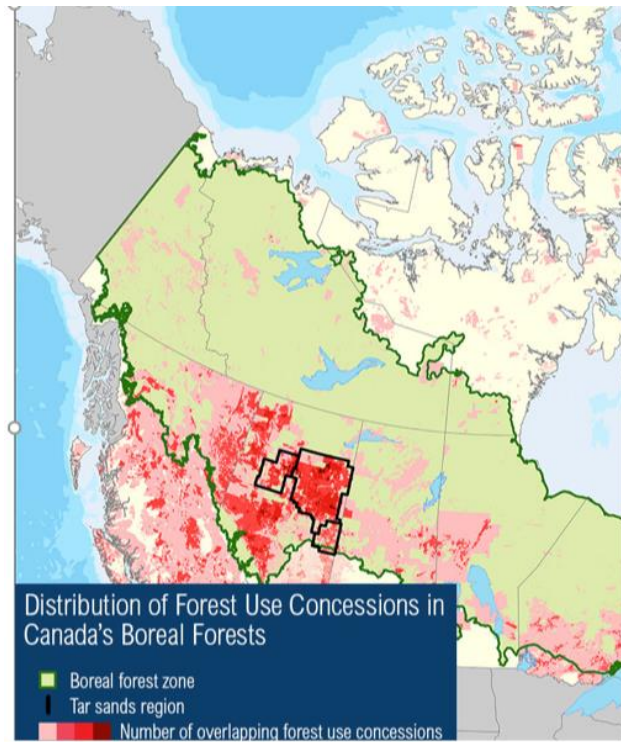 Distribution of Forest Use Concessions in
Canada's Boreal Forests
Boreal forest zone
Tar sands region
Number of overlapping forest use concessions